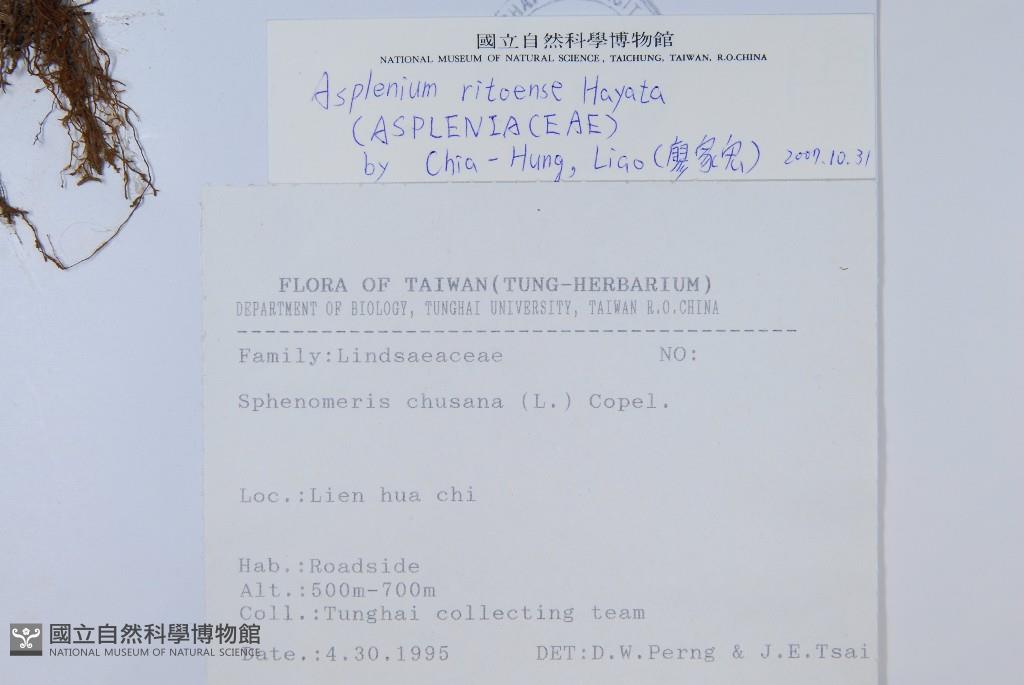 國立自然科學博物館
NATIONAL MUSEUM OF NATURAL SCIENCE, TAICHUNG, TAIWAN, R.O.CHINA
Asplenium ritoense Hayata
(ASPLENIACEAE)
by Chia-Hung, Liao (廖家) 2007.10.31
FLORA OF TAIWAN(TUNG-HERBARIUM)
DEPARTMENT OF BIOLOGY, TUNGHAI UNIVERSITY, TAIWAN R.O.CHINA
Family:Lindsaeaceae NO:
Sphenomeris chusana (L.) Copel.
Loc.:Lien hua chi
Hab.:Roadside
Alt.:500m-700m
Coll.:Tunghai collecting team
Date.:4.30.1995 DET:D.W.Perng & J.E.Tsai
國立自然科學博物館
NATIONAL MUSEUM OF NATURAL SCIENCE